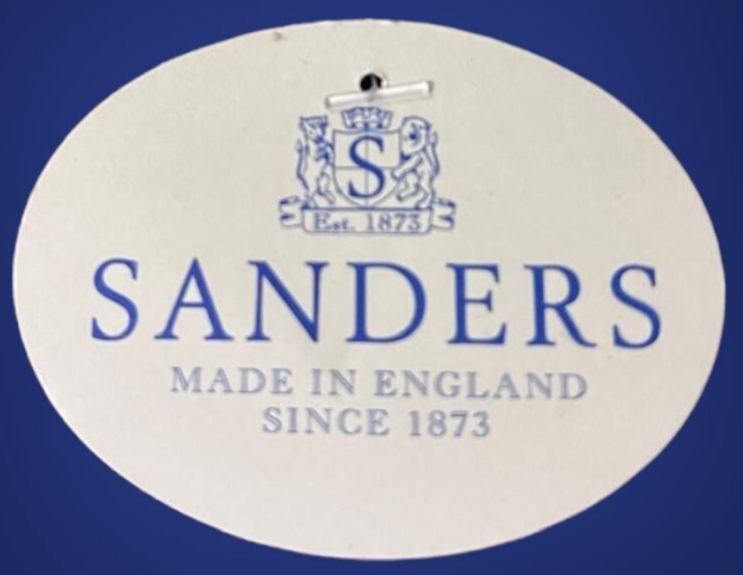 S
Est. 1873
SANDERS
MADE IN ENGLAND
SINCE 1873